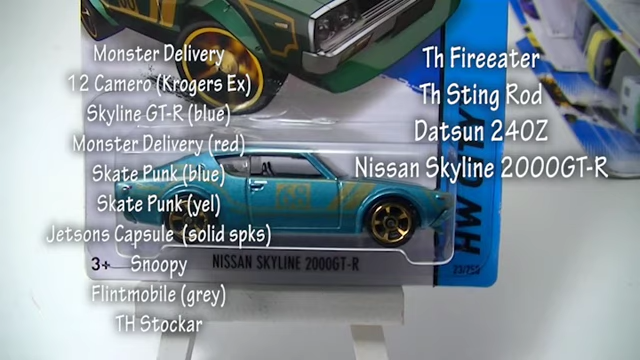 Monster Delivery
12 Camero (Krogers Ex)
Skyline GT-R (blue)
Monster Delivery (red)
Skate Punk (blue)
Skate Punk (yel)
Jetsons Capsule (solid spks)
Snoopy
Flintmobile (grey)
TH Stockar
Th Fireeater
Th Sting Rod
Datsun 240Z
Nissan Skyline 2000GT-R
HW CITY
3+
NISSAN SKYLINE 2000GT-R